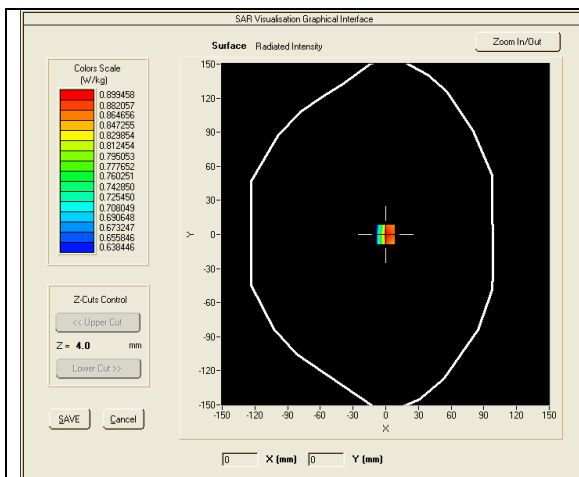 SAR Visualisation Graphical Interface
Surface Radiated Intensity
Zoom In/Out
Colors Scale
(W/kg)
0.899458
0.882057
0.864656
0.847255
0.829854
0.812454
0.795053
0.777652
0.760251
0.742850
0.725450
0.708049
0.690648
0.673247
0.655846
0.638446
Z-Cuts Control
<< Upper Cut
Z = 4.0 mm
Lower Cut >>
SAVE Cancel
150
120
90
60
30
0
-30
-60
-90
-120
-150
Y
-150 -120 -90 -60 -30 0 30 60 90 120 150
X
0 X (mm) 0 Y (mm)